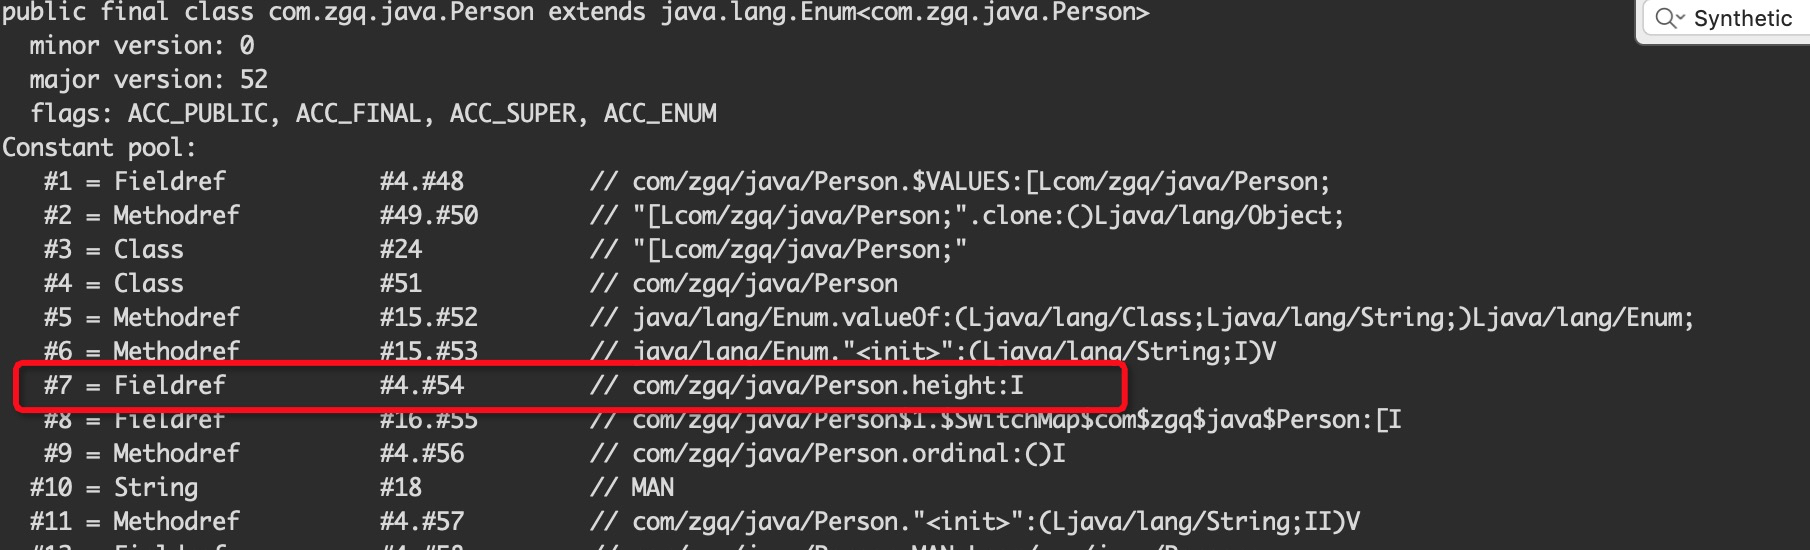 public final class com.zgq.java.Person extends java.lang.Enum<com.zgq.java.Person>
Synthetic
minor version: 0
major version: 52
flags: ACC_PUBLIC, ACC_FINAL, ACC_SUPER, ACC_ENUM
Constant pool:
#1 = Fieldref #4.#48 // com/zgq/java/Person.$VALUES:[Lcom/zgq/java/Person;
#2 = Methodref #49.#50 // "[Lcom/zgq/java/Person;".clone:()Ljava/lang/Object;
#3 = Class #24 // "[Lcom/zgq/java/Person;"
#4 = Class #51 // com/zgq/java/Person
#5 = Methodref #15.#52 // java/lang/Enum.valueOf:(Ljava/lang/Class;Ljava/lang/String;)Ljava/lang/Enum;
#6 = Methodref #15.#53 // java/lang/Enum."<init>":(Ljava/lang/String;I)V
#7 = Fieldref #4.#54 // com/zgq/java/Person.height:I
#8 = Fieldref #16.#55 // com/zgq/java/Person$1.$SwitchMap$com$zgq$java$Person:[I
#9 = Methodref #4.#56 // com/zgq/java/Person.ordinal:()I
#10 = String #18 // MAN
#11 = Methodref #4.#57 // com/zgq/java/Person."<init>":(Ljava/lang/String;II)V